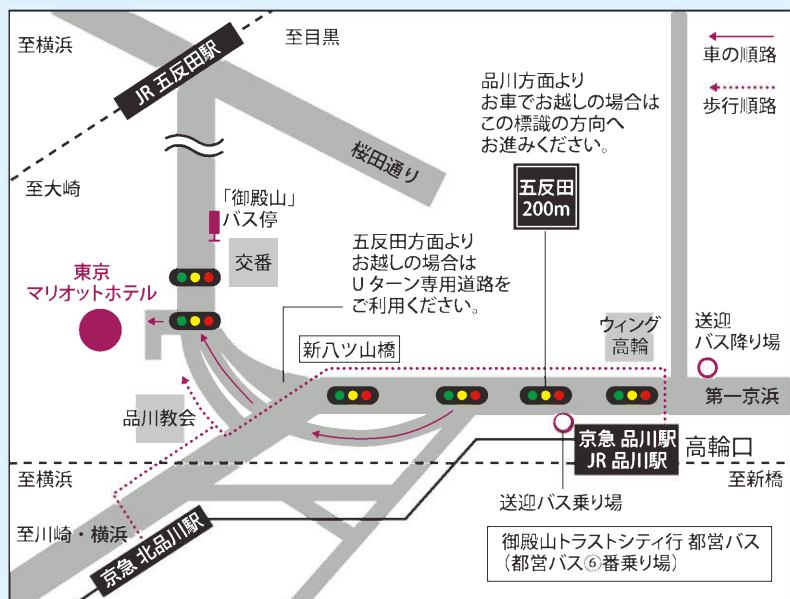 至横浜
JR 五反田駅
至目黒
車の順路
歩行順路
品川方面より
お車でお越しの場合は
この標識の方向へ
お進みください。
桜田通り
至大崎
「御殿山」
バス停
五反田
200m
交番
五反田方面より
お越しの場合は
Uターン専用道路を
ご利用ください。
東京
マリオットホテル
新八ツ山橋
ウィング
高輪
送迎
バス降り場
第一京浜
品川教会
京急 品川駅
JR 品川駅
高輪口
至横浜
至新橋
送迎バス乗り場
至川崎・横浜
京急 北品川駅
御殿山トラストシティ行 都営バス
（都営バス⑥番乗り場）